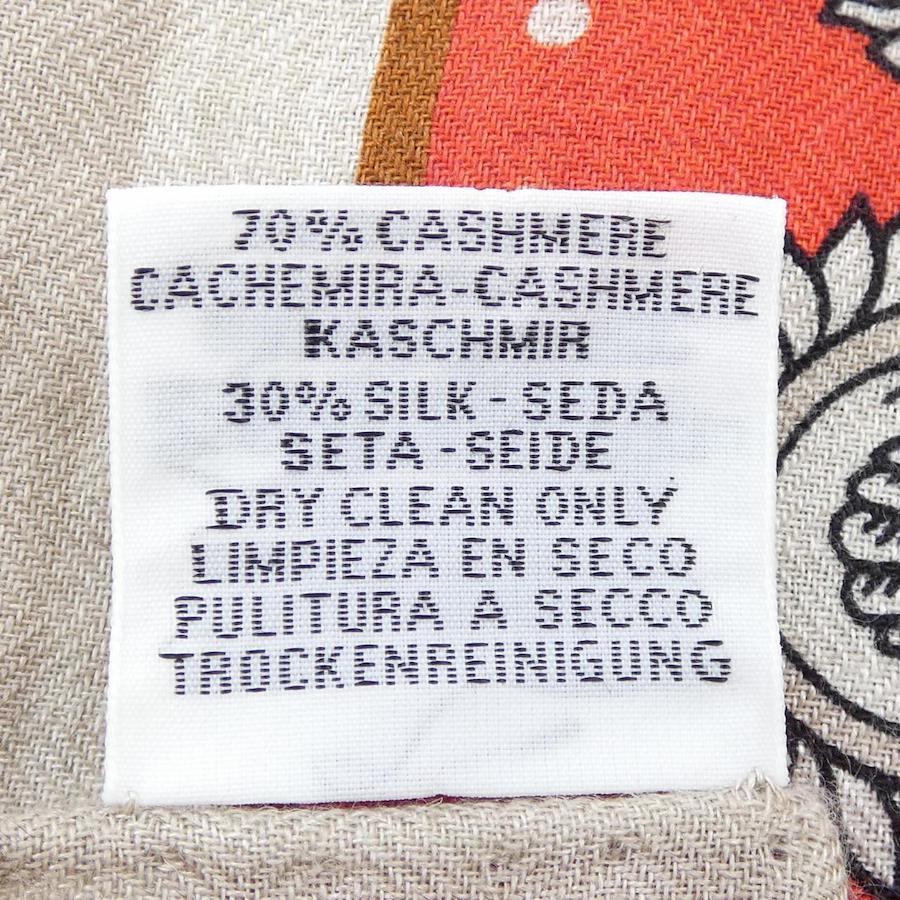 70% CASHMERE
CACHEMIRA-CASHMERE
KASCHMIR
30% SILK - SEDA
SETA - SEIDE
DRY CLEAN ONLY
LIMPIEZA EN SECO
PULITURA A SECCO
TROCKENREINIGUNG